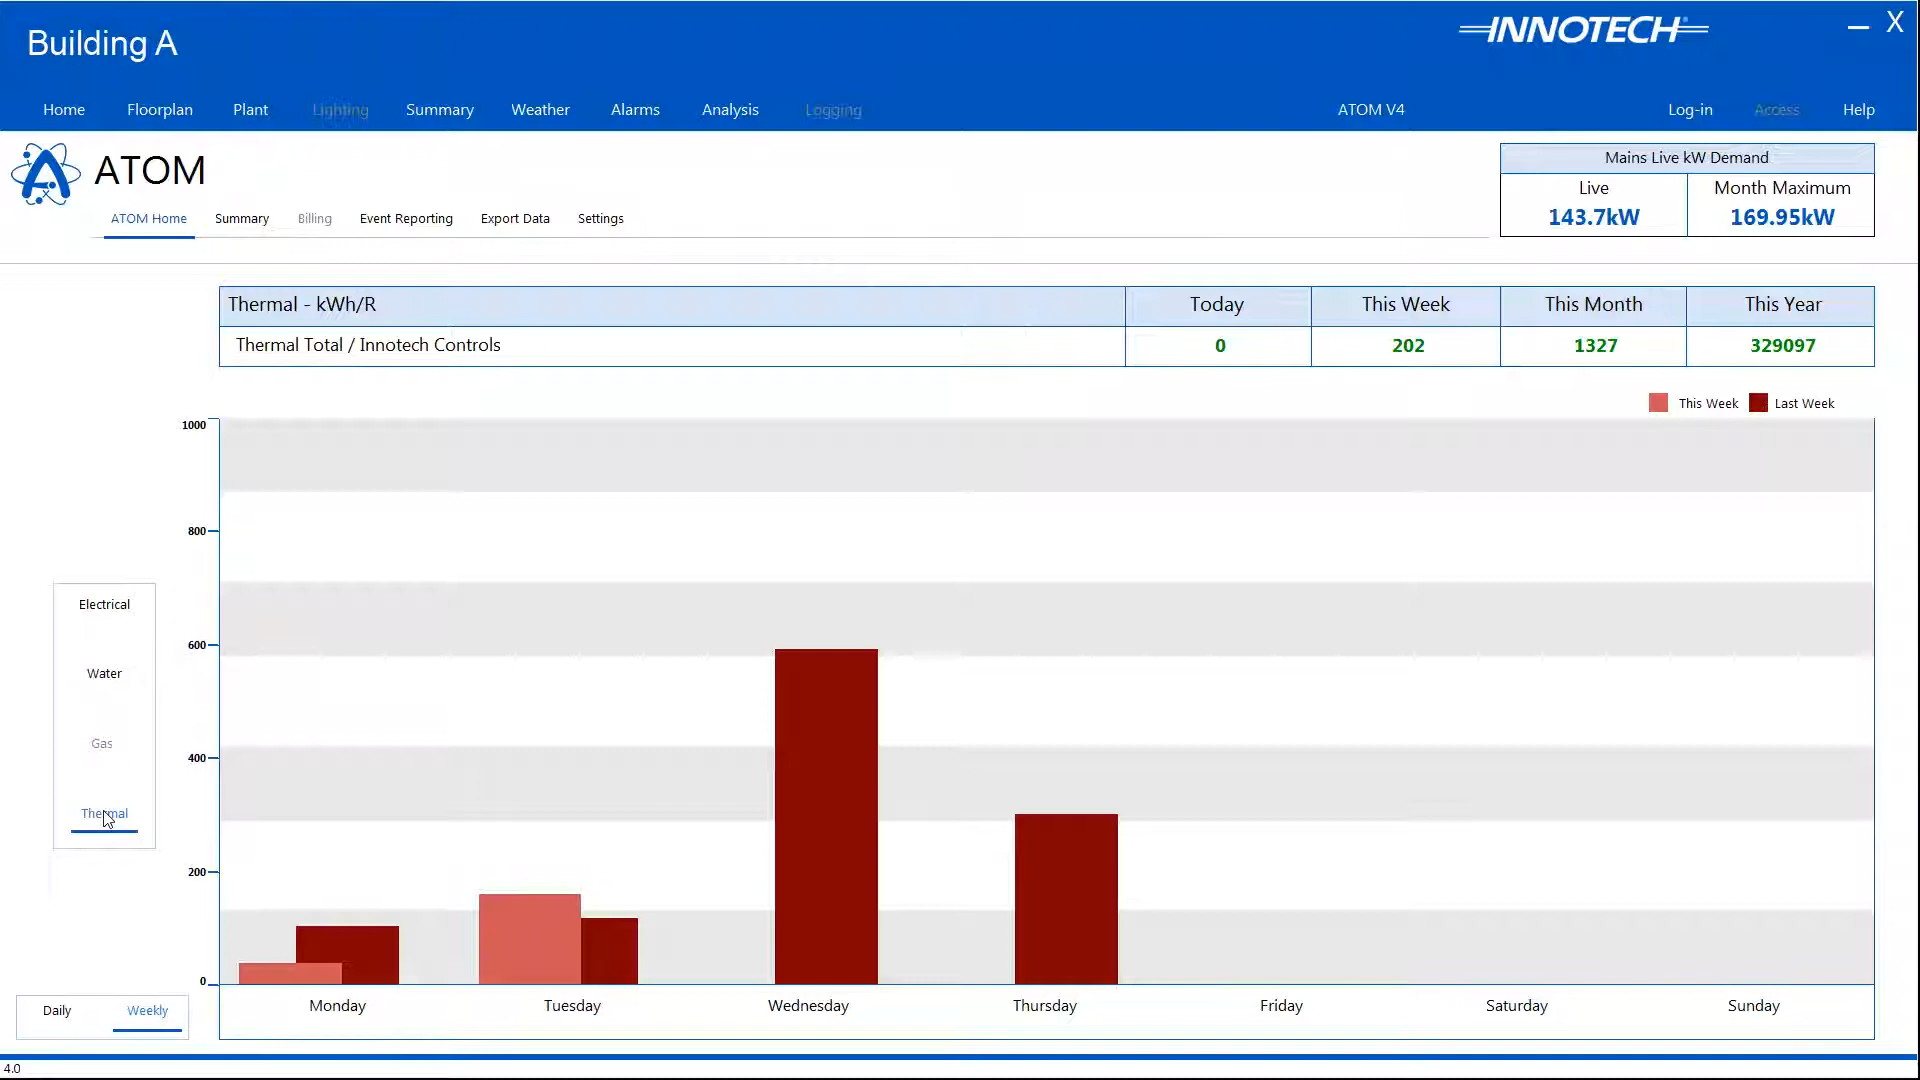 Building A
INNOTECH
X
Home Floorplan Plant Lighting Summary Weather Alarms Analysis Logging ATOM V4 Log-in Access Help
ATOM
ATOM Home Summary Billing Event Reporting Export Data Settings
Mains Live kW Demand
Live Month Maximum
143.7kW 169.95kW
Thermal - kWh/R Today This Week This Month This Year
Thermal Total / Innotech Controls 0 202 1327 329097
This Week Last Week
1000
800
600
400
200
0
Electrical
Water
Gas
Thermal
Daily Weekly
Monday Tuesday Wednesday Thursday Friday Saturday Sunday
4.0